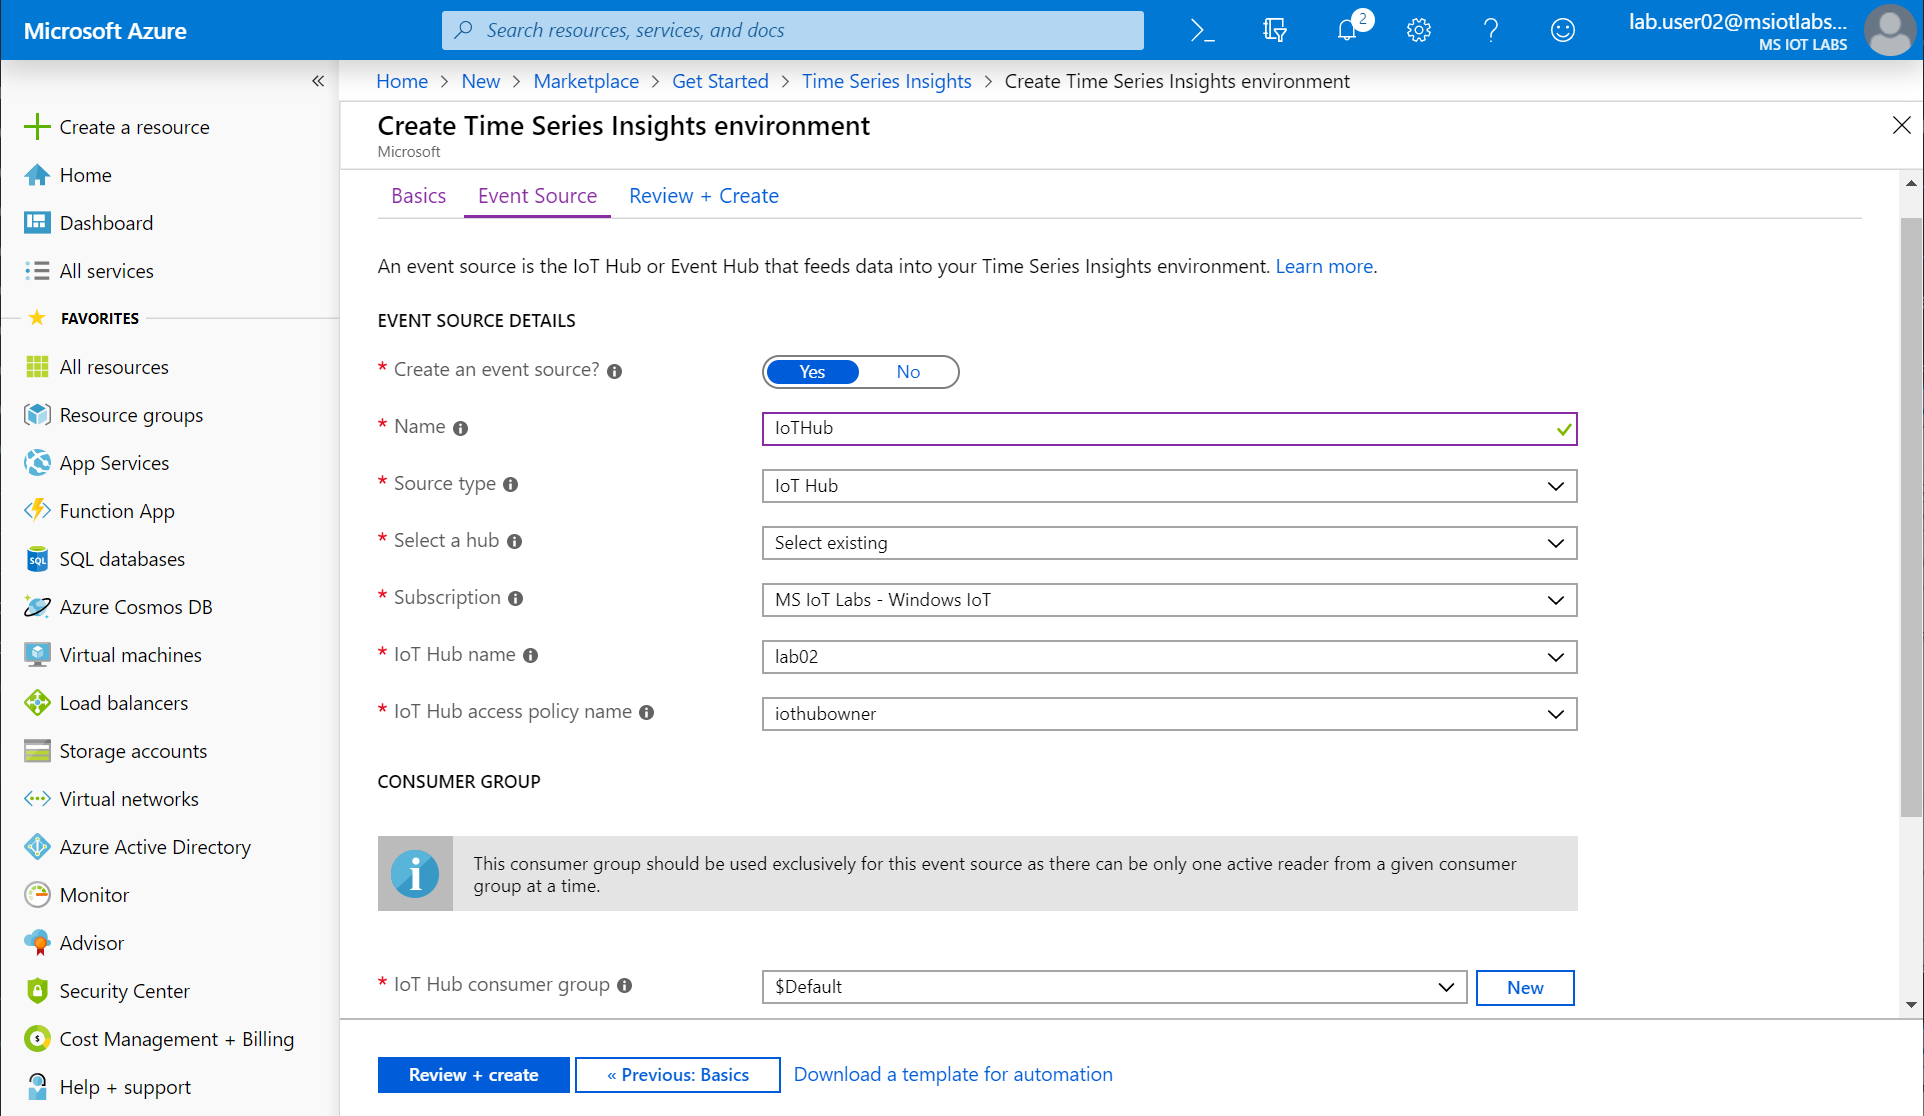 Microsoft Azure
Search resources, services, and docs
2
lab.user02@msiotlabs...
MS IOT LABS
Home > New > Marketplace > Get Started > Time Series Insights > Create Time Series Insights environment
Create a resource
Home
Dashboard
All services
FAVORITES
All resources
Resource groups
App Services
Function App
SQL databases
Azure Cosmos DB
Virtual machines
Load balancers
Storage accounts
Virtual networks
Azure Active Directory
Monitor
Advisor
Security Center
Cost Management + Billing
Help + support
Create Time Series Insights environment
Microsoft
Basics Event Source Review + Create
An event source is the IoT Hub or Event Hub that feeds data into your Time Series Insights environment. Learn more.
EVENT SOURCE DETAILS
* Create an event source? Yes No
* Name IoTHub
* Source type IoT Hub
* Select a hub Select existing
* Subscription MS IoT Labs - Windows IoT
* IoT Hub name lab02
* IoT Hub access policy name iothubowner
CONSUMER GROUP
This consumer group should be used exclusively for this event source as there can be only one active reader from a given consumer
group at a time.
* IoT Hub consumer group $Default New
Review + create « Previous: Basics Download a template for automation